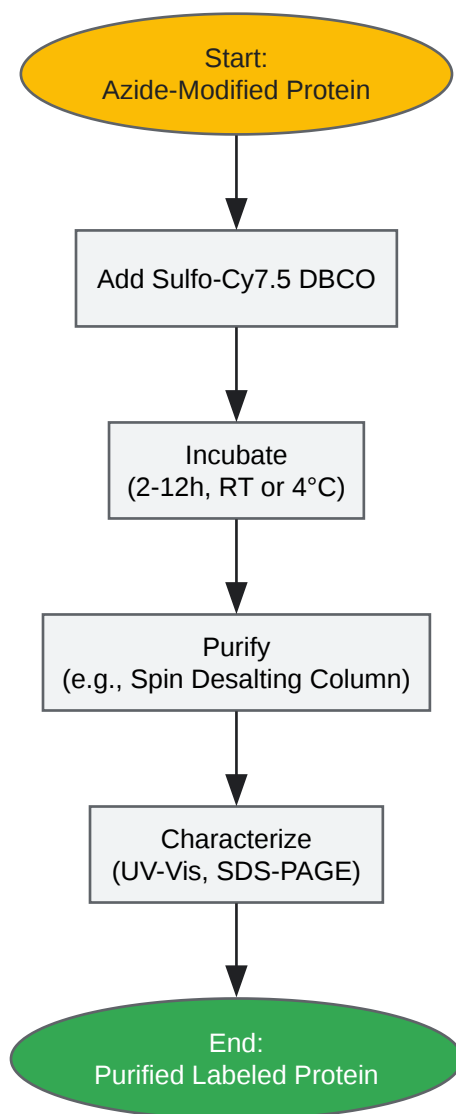 Start:
Azide-Modified Protein
Add Sulfo-Cy7.5 DBCO
Incubate
(2-12h, RT or 4°C)
Purify
(e.g., Spin Desalting Column)
Characterize
(UV-Vis, SDS-PAGE)
End:
Purified Labeled Protein